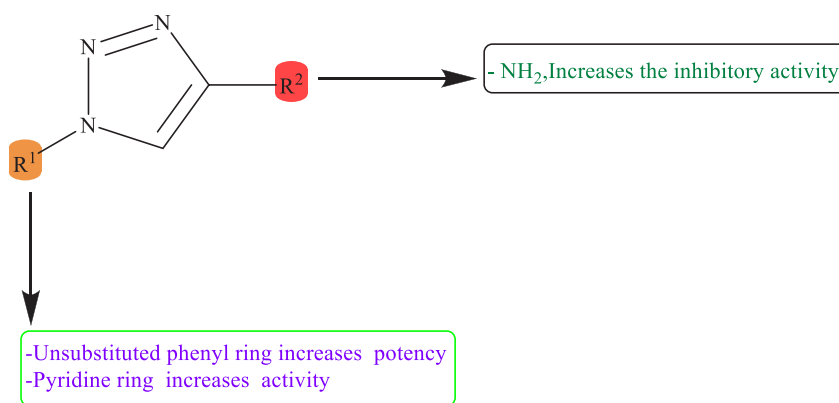 N
N
N
R²
- NH₂,Increases the inhibitory activity
R¹
-Unsubstituted phenyl ring increases potency
-Pyridine ring increases activity